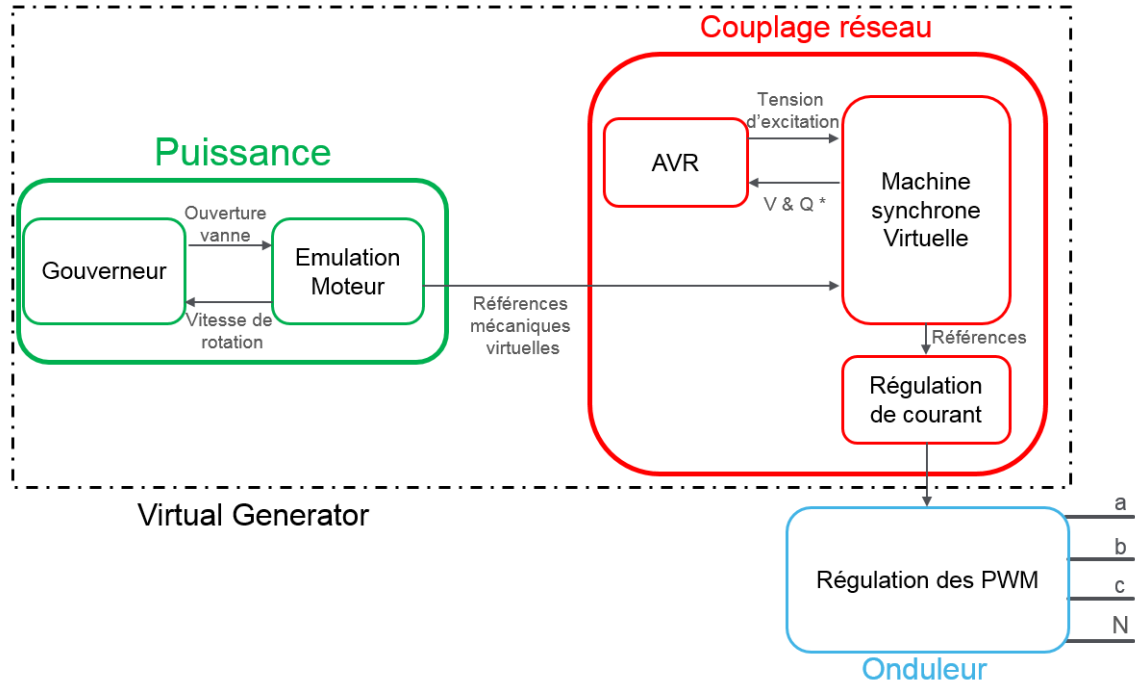 Couplage réseau
Puissance
Gouverneur
Ouverture
vanne
Vitesse de
rotation
Emulation
Moteur
Références
mécaniques
virtuelles
AVR
Tension
d'excitation
V & Q *
Machine
synchrone
Virtuelle
Références
Régulation
de courant
Virtual Generator
Régulation des PWM
a
b
c
N
Onduleur